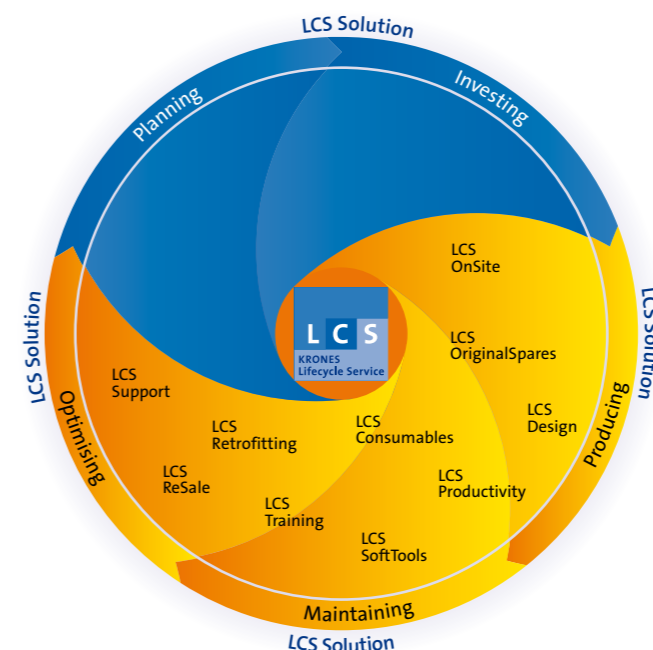 LCS Solution
Planning
Investing
LCS
OnSite
LCS Solution
LCS Solution
L C S
KRONES
Lifecycle Service
LCS
OriginalSpares
LCS
Support
LCS
Design
LCS
Retrofitting
LCS
Consumables
Optimising
Producing
LCS
ReSale
LCS
Productivity
LCS
Training
LCS
SoftTools
Maintaining
LCS Solution